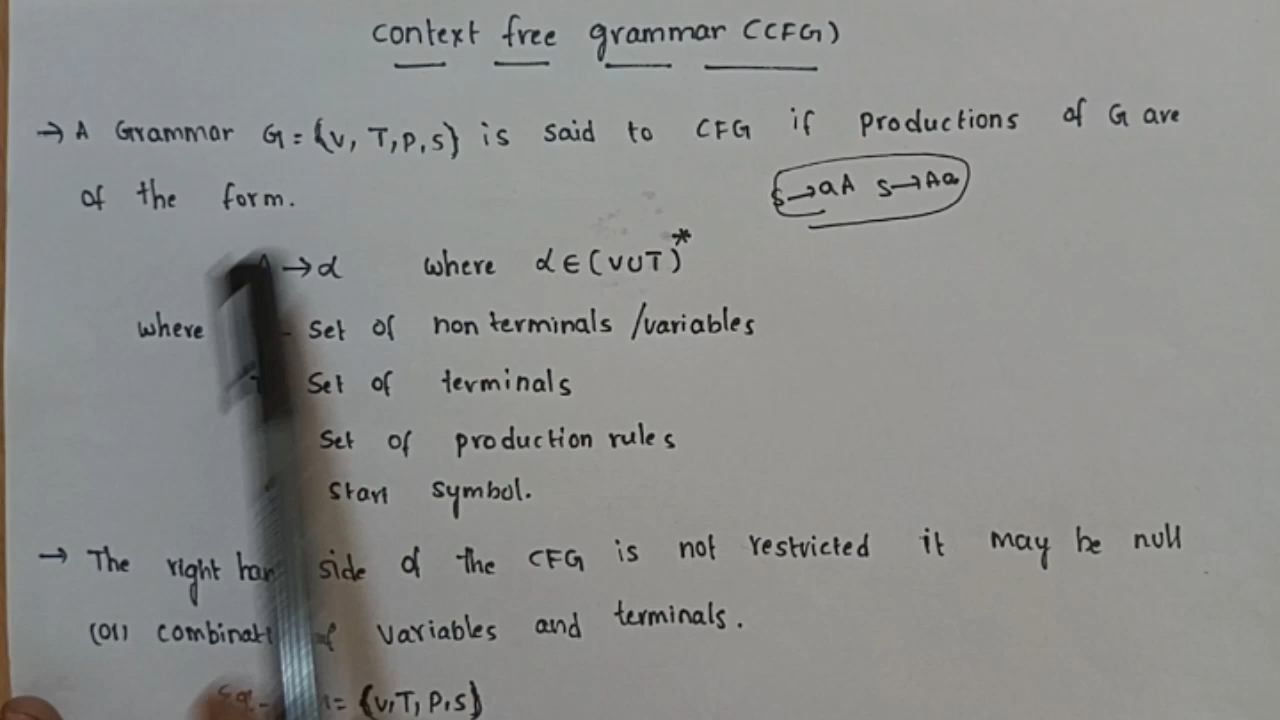 context free grammar (CFG)
→ A Grammar G = {V, T, P, S} is said to CFG if productions of G are
of the form.
S→aA S→Aa
→ α where α ∈ (V∪T)*
where - set of non terminals /variables
Set of terminals
Set of production rules
Start symbol.
→ The right side of the CFG is not restricted it may be null
(or) variables and terminals.
= {V, T, P, S}